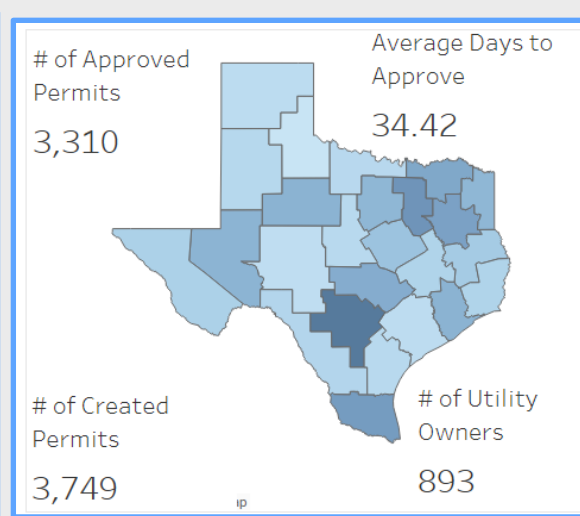 # of Approved
Permits
3,310
Average Days to
Approve
34.42
# of Created
Permits
3,749
# of Utility
Owners
893